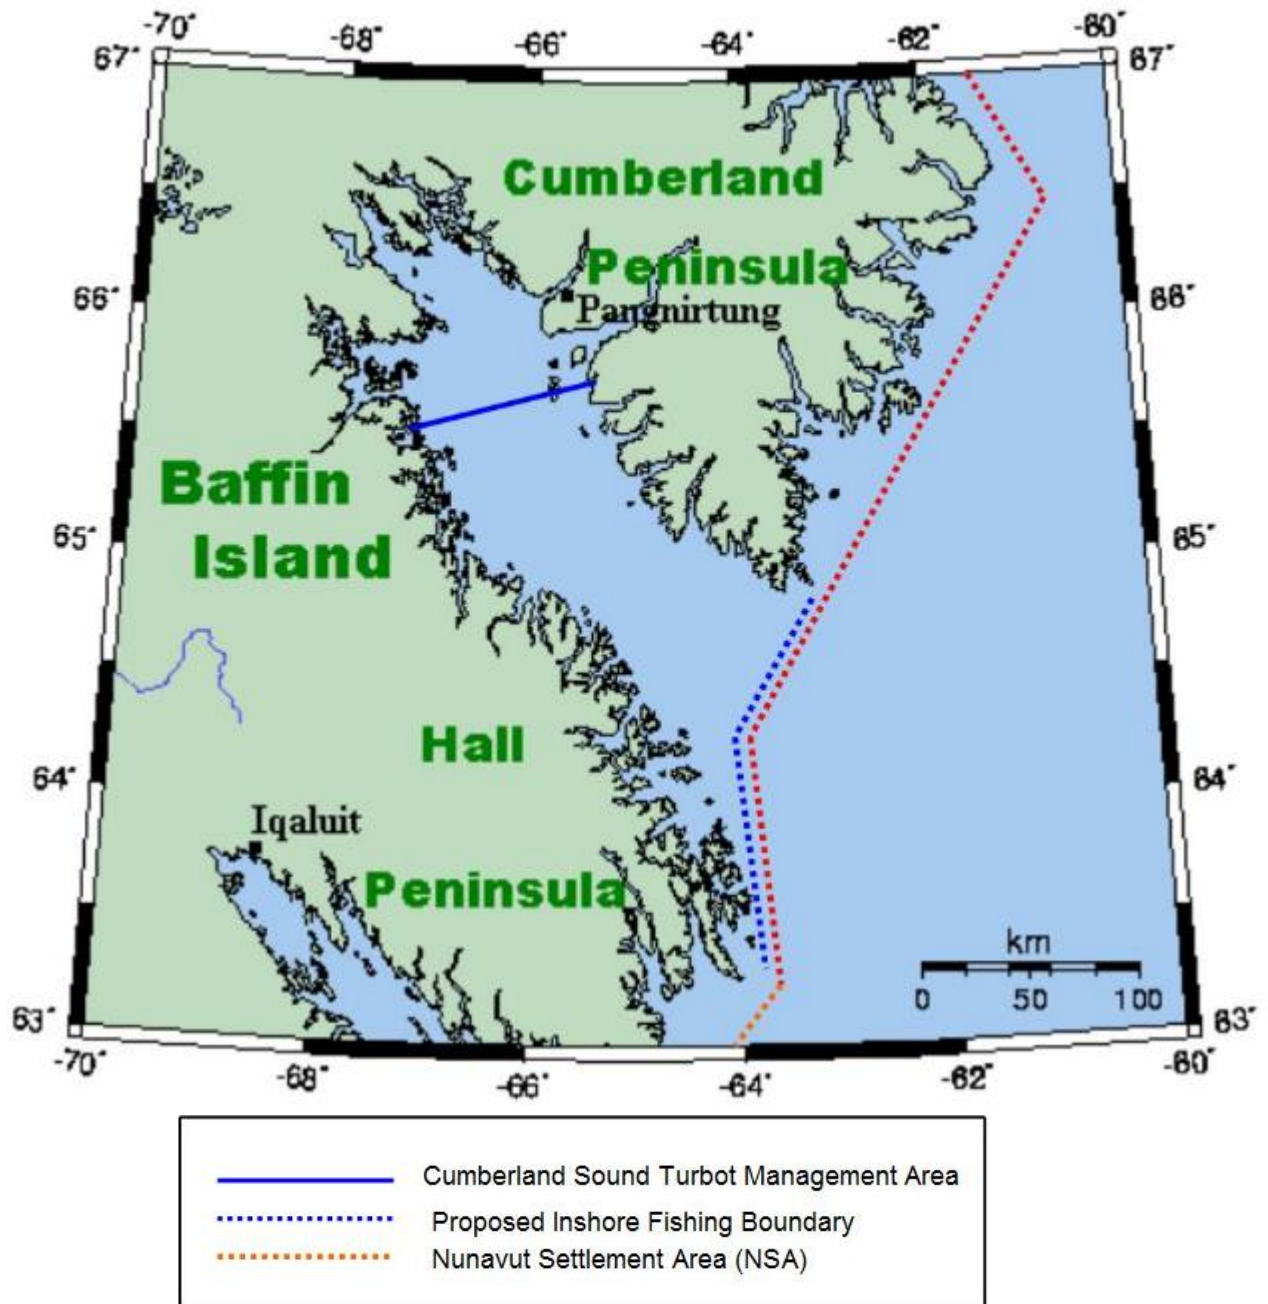 -70° -68° -66° -64° -62° -60°
67° 67°
Cumberland
Peninsula
66° Pangnirtung 66°
Baffin
Island
65° 65°
Hall
64° 64°
Iqaluit
Peninsula
km
0 50 100
63° 63°
-70° -68° -66° -64° -62° -60°
Cumberland Sound Turbot Management Area
Proposed Inshore Fishing Boundary
Nunavut Settlement Area (NSA)